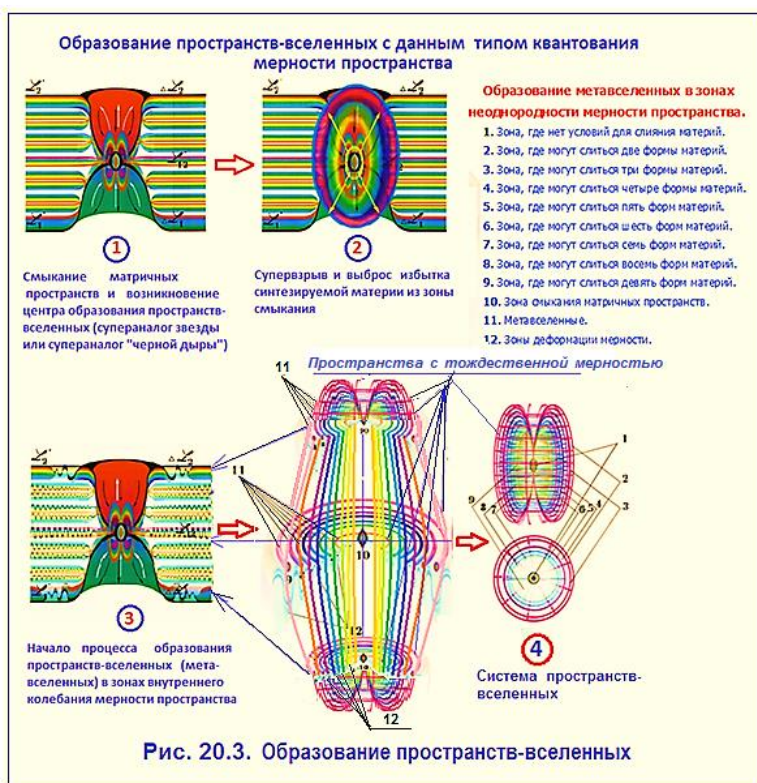 Образование пространств-вселенных с данным типом квантования
мерности пространства
Образование метавселенных в зонах
неоднородности мерности пространства.
1. Зона, где нет условий для слияния материй.
2. Зона, где могут слиться две формы материй.
3. Зона, где могут слиться три формы материй.
4. Зона, где могут слиться четыре формы материй.
5. Зона, где могут слиться пять форм материй.
6. Зона, где могут слиться шесть форм материй.
7. Зона, где могут слиться семь форм материй.
8. Зона, где могут слиться восемь форм материй.
9. Зона, где могут слиться девять форм материй.
10. Зона смыкания матричных пространств.
11. Метавселенные.
12. Зоны деформации мерности.
1
Смыкание матричных
пространств и возникновение
центра образования пространств-
вселенных (супераналог звезды
или супераналог "черной дыры")
2
Супервзрыв и выброс избытка
синтезируемой материи из зоны
смыкания
Пространства с тождественной мерностью
11
11
10
9
12
12
1
2
3
9
8
7
6
5
4
3
Начало процесса образования
пространств-вселенных (мета-
вселенных) в зонах внутреннего
колебания мерности пространства
4
Система пространств-
вселенных
Рис. 20.3. Образование пространств-вселенных